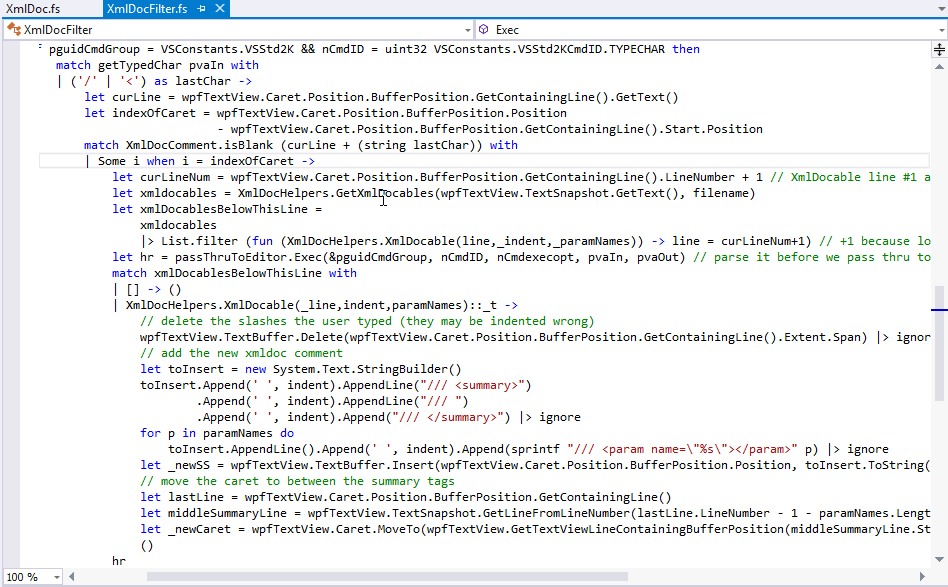 XmlDoc.fs XmlDocFilter.fs
XmlDocFilter Exec
pguidCmdGroup = VSConstants.VSStd2K && nCmdID = uint32 VSConstants.VSStd2KCmdID.TYPECHAR then
match getTypedChar pvaIn with
| ('/' | '<') as lastChar ->
let curLine = wpfTextView.Caret.Position.BufferPosition.GetContainingLine().GetText()
let indexOfCaret = wpfTextView.Caret.Position.BufferPosition.Position
- wpfTextView.Caret.Position.BufferPosition.GetContainingLine().Start.Position
match XmlDocComment.isBlank (curLine + (string lastChar)) with
| Some i when i = indexOfCaret ->
let curLineNum = wpfTextView.Caret.Position.BufferPosition.GetContainingLine().LineNumber + 1 // XmlDocable line #1 a
let xmldocables = XmlDocHelpers.GetXmlDocables(wpfTextView.TextSnapshot.GetText(), filename)
let xmlDocablesBelowThisLine =
xmldocables
|> List.filter (fun (XmlDocHelpers.XmlDocable(line,_indent,_paramNames)) -> line = curLineNum+1) // +1 because lo
let hr = passThruToEditor.Exec(&pguidCmdGroup, nCmdID, nCmdexecopt, pvaIn, pvaOut) // parse it before we pass thru to
match xmlDocablesBelowThisLine with
| [] -> ()
| XmlDocHelpers.XmlDocable(_line,indent,paramNames)::_t ->
// delete the slashes the user typed (they may be indented wrong)
wpfTextView.TextBuffer.Delete(wpfTextView.Caret.Position.BufferPosition.GetContainingLine().Extent.Span) |> ignor
// add the new xmldoc comment
let toInsert = new System.Text.StringBuilder()
toInsert.Append(' ', indent).AppendLine("/// <summary>")
.Append(' ', indent).AppendLine("/// ")
.Append(' ', indent).Append("/// </summary>") |> ignore
for p in paramNames do
toInsert.AppendLine().Append(' ', indent).Append(sprintf "/// <param name=\"%s\"></param>" p) |> ignore
let _newSS = wpfTextView.TextBuffer.Insert(wpfTextView.Caret.Position.BufferPosition.Position, toInsert.ToString(
// move the caret to between the summary tags
let lastLine = wpfTextView.Caret.Position.BufferPosition.GetContainingLine()
let middleSummaryLine = wpfTextView.TextSnapshot.GetLineFromLineNumber(lastLine.LineNumber - 1 - paramNames.Lengt
let _newCaret = wpfTextView.Caret.MoveTo(wpfTextView.GetTextViewLineContainingBufferPosition(middleSummaryLine.St
()
hr
100 %